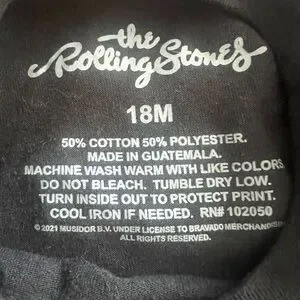 the
Rolling Stones
18M
50% COTTON 50% POLYESTER.
MADE IN GUATEMALA.
MACHINE WASH WARM WITH LIKE COLORS
DO NOT BLEACH. TUMBLE DRY LOW.
TURN INSIDE OUT TO PROTECT PRINT.
COOL IRON IF NEEDED. RN# 102050
© 2021 MUSIDOR B.V. UNDER LICENSE TO BRAVADO MERCHANDISE
ALL RIGHTS RESERVED.